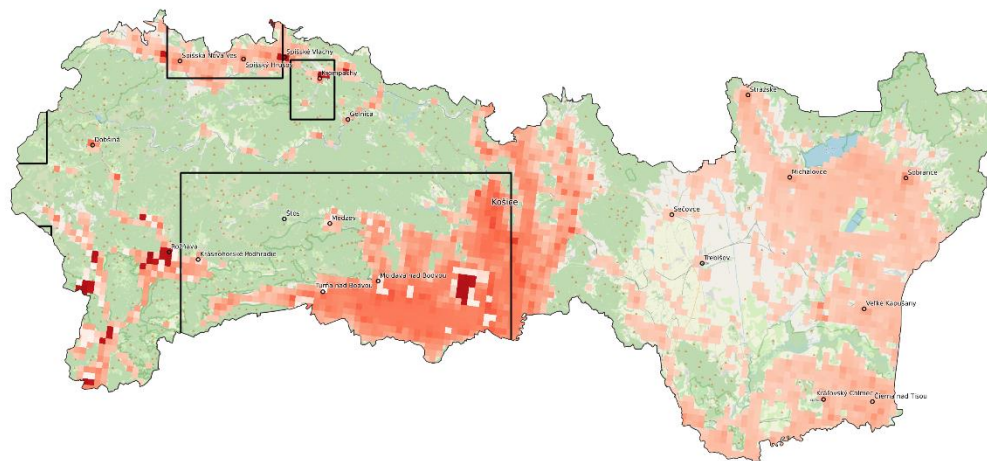 Spišské Vlachy
Spišská Nová Ves
Spišský Hrušov
Krompachy
Gelnica
Dobšiná
Strážske
Michalovce
Sobrance
Košice
Sečovce
Štós
Medzev
Rožňava
Krásnohorské Podhradie
Trebišov
Moldava nad Bodvou
Turňa nad Bodvou
Veľké Kapušany
Kráľovský Chlmec
Čierna nad Tisou